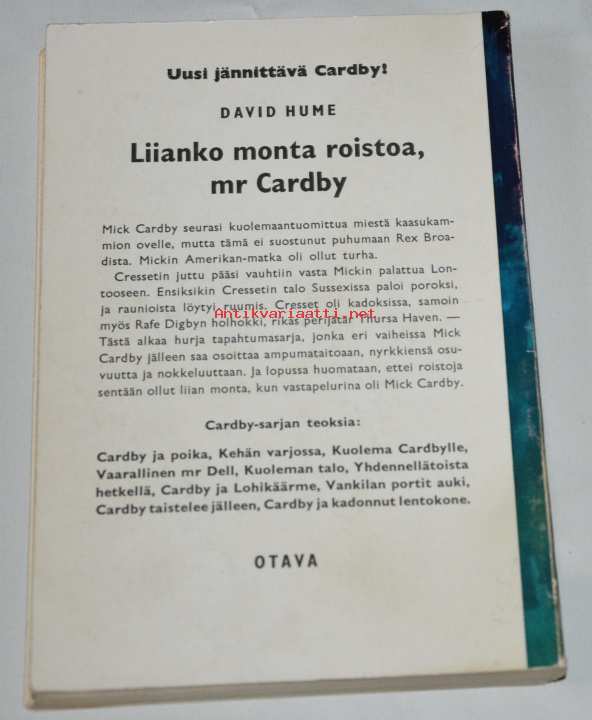 Uusi jännittävä Cardby!
DAVID HUME
Liianko monta roistoa,
mr Cardby
Mick Cardby seurasi kuolemaantuomittua miestä kaasukam-
mion ovelle, mutta tämä ei suostunut puhumaan Rex Broa-
dista. Mickin Amerikan-matka oli ollut turha.
Cressetin juttu pääsi vauhtiin vasta Mickin palattua Lon-
tooseen. Ensiksikin Cressetin talo Sussexissa paloi poroksi,
ja raunioista löytyi ruumis. Cresset oli kadoksissa, samoin
Antikvariaatti.net
myös Rafe Digbyn holhokki, rikas perijätär Thursa Haven. —
Tästä alkaa hurja tapahtumasarja, jonka eri vaiheissa Mick
Cardby jälleen saa osoittaa ampumataitoaan, nyrkkiensä osu-
vuutta ja nokkeluuttaan. Ja lopussa huomataan, ettei roistoja
sentään ollut liian monta, kun vastapelurina oli Mick Cardby.
Cardby-sarjan teoksia:
Cardby ja poika, Kehän varjossa, Kuolema Cardbylle,
Vaarallinen mr Dell, Kuoleman talo, Yhdennellätoista
hetkellä, Cardby ja Lohikäärme, Vankilan portit auki,
Cardby taistelee jälleen, Cardby ja kadonnut lentokone.
OTAVA